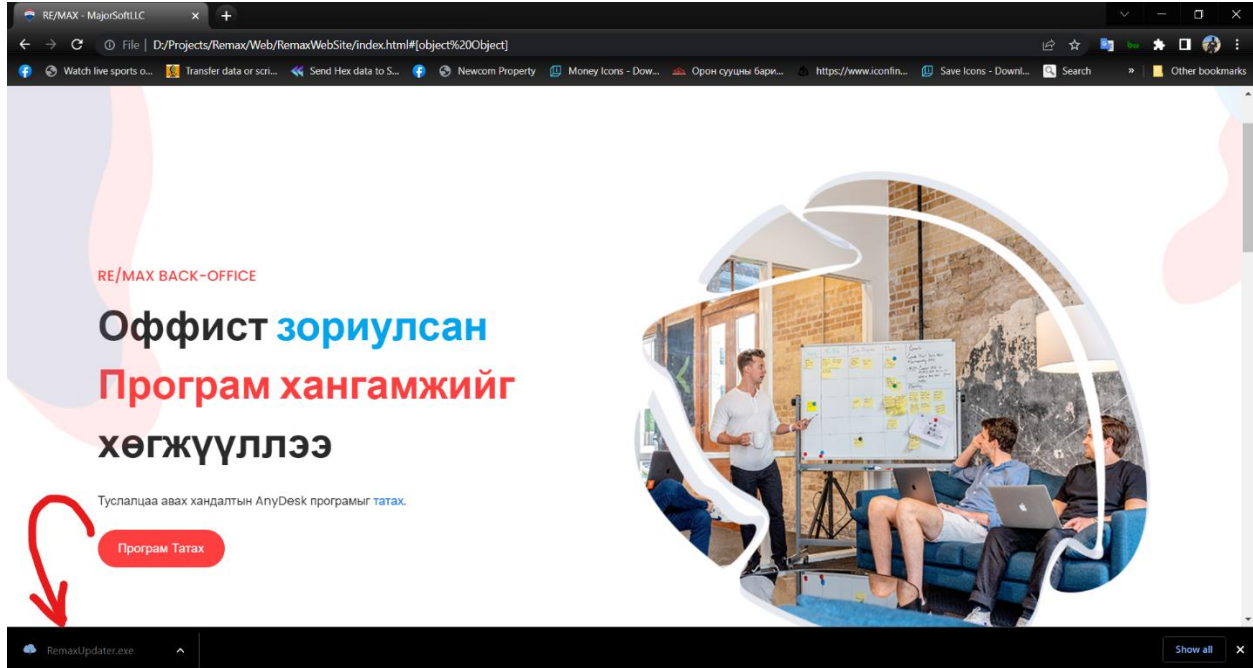 RE/MAX - MajorSoftLLC
File | D:/Projects/Remax/Web/RemaxWebSite/index.html#[object%20Object]
Watch live sports o... Transfer data or scri... Send Hex data to S... Newcom Property Money Icons - Dow... Орон сууцны бари... https://www.iconfin... Save Icons - Downl... Search » Other bookmarks
RE/MAX BACK-OFFICE
Оффист зориулсан
Програм хангамжийг
хөгжүүллээ
Туслалцаа авах хандалтын AnyDesk програмыг татах.
Програм Татах
RemaxUpdater.exe
Show all